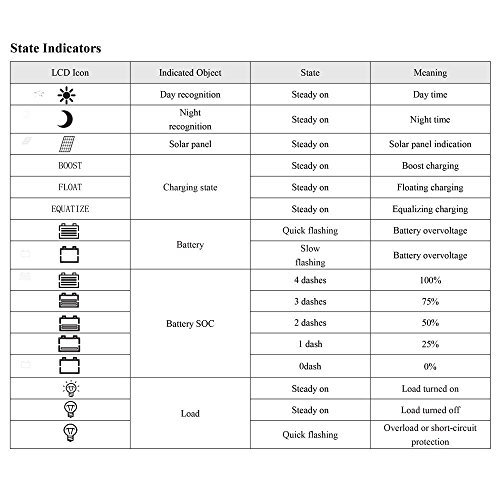 State Indicators
LCD Icon Indicated Object State Meaning
Day recognition Steady on Day time
Night
recognition Steady on Night time
Solar panel Steady on Solar panel indication
BOOST Charging state Steady on Boost charging
FLOAT Steady on Floating charging
EQUATIZE Steady on Equalizing charging
Battery Quick flashing Battery overvoltage
Slow
flashing Battery overvoltage
Battery SOC 4 dashes 100%
3 dashes 75%
2 dashes 50%
1 dash 25%
0dash 0%
Load Steady on Load turned on
Steady on Load turned off
Quick flashing Overload or short-circuit
protection